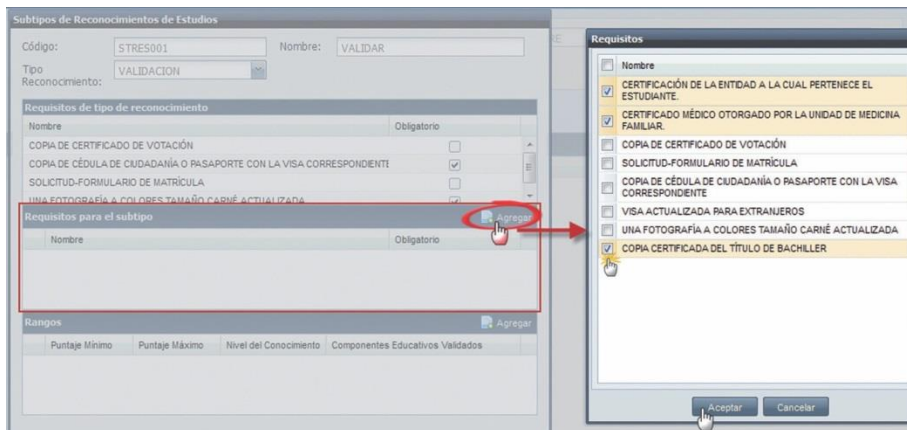 Subtipos de Reconocimientos de Estudios
Código: STRES001 Nombre: VALIDAR
Tipo Reconocimiento: VALIDACION
Requisitos de tipo de reconocimiento
Nombre Obligatorio
COPIA DE CERTIFICADO DE VOTACIÓN
COPIA DE CÉDULA DE CIUDADANÍA O PASAPORTE CON LA VISA CORRESPONDIENTE
SOLICITUD-FORMULARIO DE MATRÍCULA
UNA FOTOGRAFÍA A COLORES TAMAÑO CARNÉ ACTUALIZADA
Requisitos para el subtipo Agregar
Nombre Obligatorio
Rangos Agregar
Puntaje Mínimo Puntaje Máximo Nivel del Conocimiento Componentes Educativos Validados
Requisitos
Nombre
CERTIFICACIÓN DE LA ENTIDAD A LA CUAL PERTENECE EL
ESTUDIANTE.
CERTIFICADO MÉDICO OTORGADO POR LA UNIDAD DE MEDICINA
FAMILIAR.
COPIA DE CERTIFICADO DE VOTACIÓN
SOLICITUD-FORMULARIO DE MATRÍCULA
COPIA DE CÉDULA DE CIUDADANÍA O PASAPORTE CON LA VISA
CORRESPONDIENTE
VISA ACTUALIZADA PARA EXTRANJEROS
UNA FOTOGRAFÍA A COLORES TAMAÑO CARNÉ ACTUALIZADA
COPIA CERTIFICADA DEL TÍTULO DE BACHILLER
Aceptar Cancelar